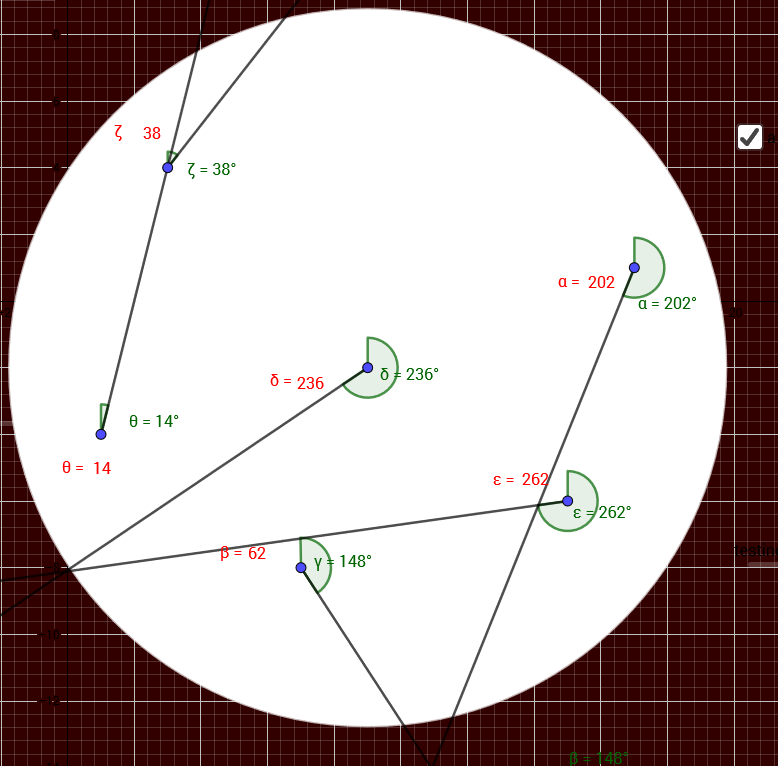 ζ 38
ζ = 38°
α = 202
α = 202°
δ = 236
δ = 236°
θ = 14°
θ = 14
ε = 262
ε = 262°
β = 62
γ = 148°
β = 148°